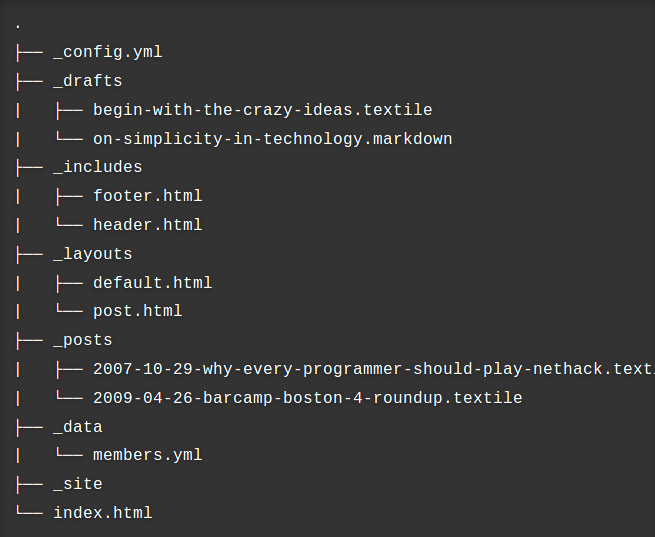 .
├── _config.yml
├── _drafts
|   ├── begin-with-the-crazy-ideas.textile
|   └── on-simplicity-in-technology.markdown
├── _includes
|   ├── footer.html
|   └── header.html
├── _layouts
|   ├── default.html
|   └── post.html
├── _posts
|   ├── 2007-10-29-why-every-programmer-should-play-nethack.text
|   └── 2009-04-26-barcamp-boston-4-roundup.textile
├── _data
|   └── members.yml
├── _site
└── index.html